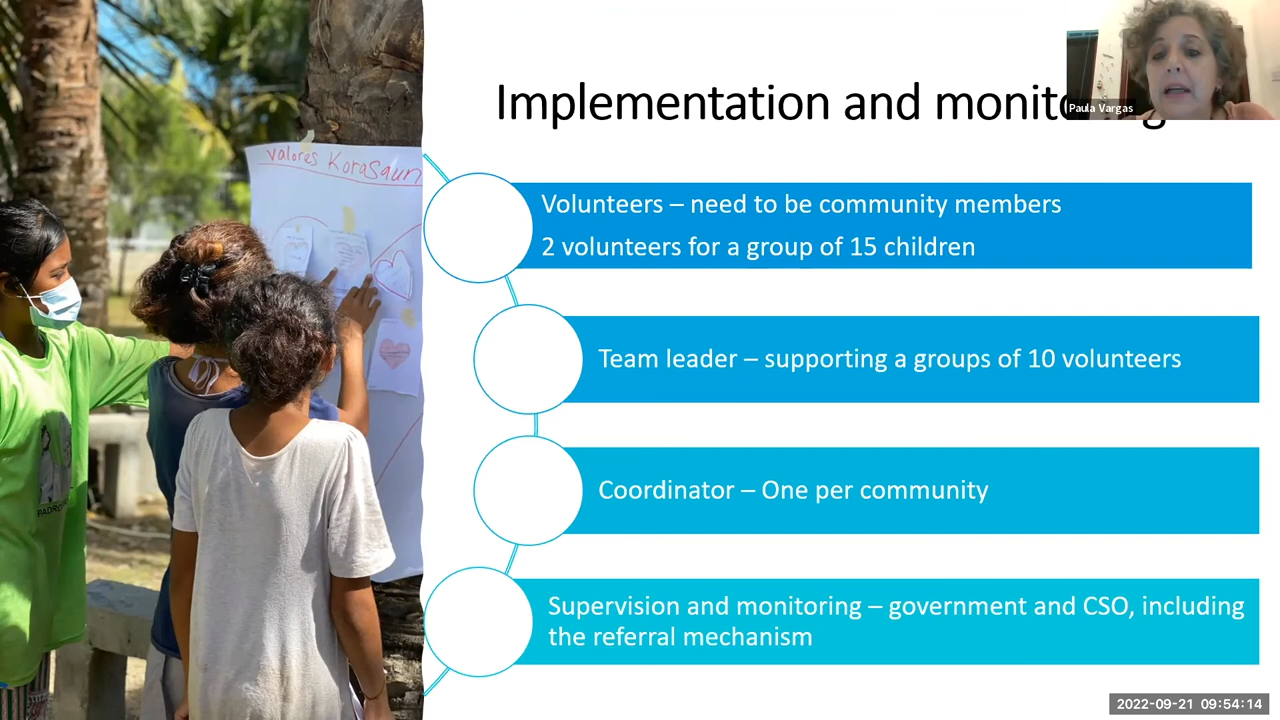 Implementation and monito
Paula Vargas
valores Korasaun
Volunteers – need to be community members
2 volunteers for a group of 15 children
Team leader – supporting a groups of 10 volunteers
Coordinator – One per community
Supervision and monitoring – government and CSO, including
the referral mechanism
2022-09-21 09:54:14